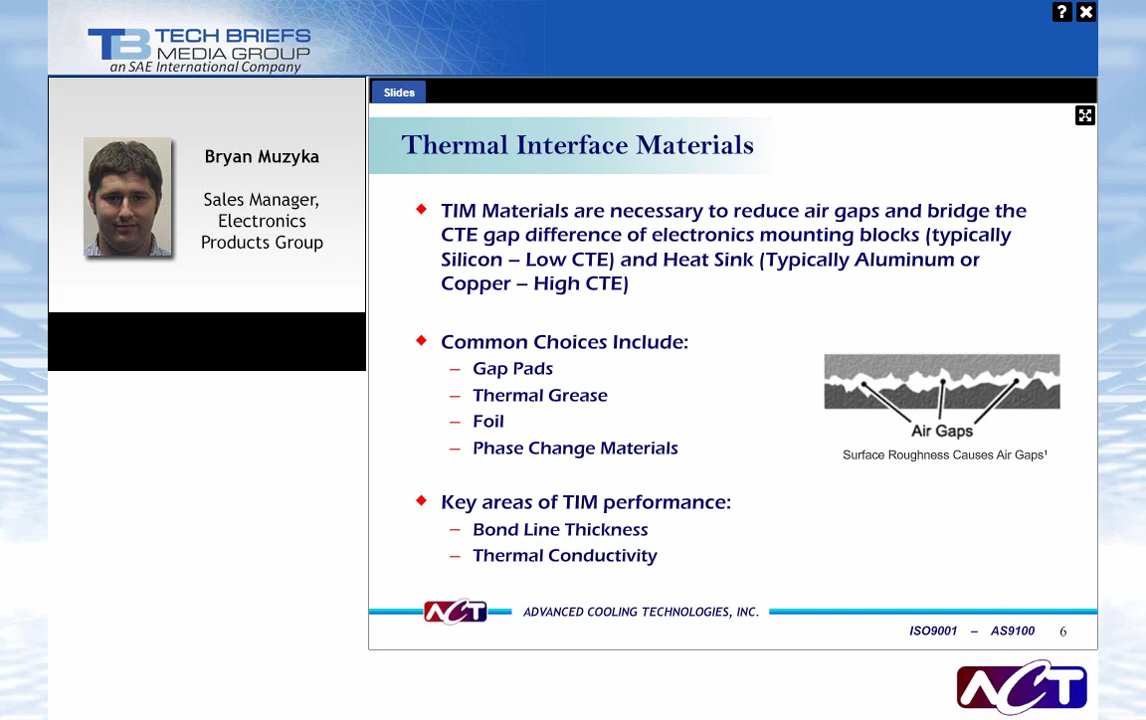 TB TECH BRIEFS
MEDIA GROUP
an SAE International Company
? ×
Bryan Muzyka
Sales Manager,
Electronics
Products Group
Slides
Thermal Interface Materials
TIM Materials are necessary to reduce air gaps and bridge the
CTE gap difference of electronics mounting blocks (typically
Silicon – Low CTE) and Heat Sink (Typically Aluminum or
Copper – High CTE)
Common Choices Include:
– Gap Pads
– Thermal Grease
– Foil
– Phase Change Materials
Air Gaps
Surface Roughness Causes Air Gaps¹
Key areas of TIM performance:
– Bond Line Thickness
– Thermal Conductivity
ACT ADVANCED COOLING TECHNOLOGIES, INC.
ISO9001 – AS9100 6
ACT